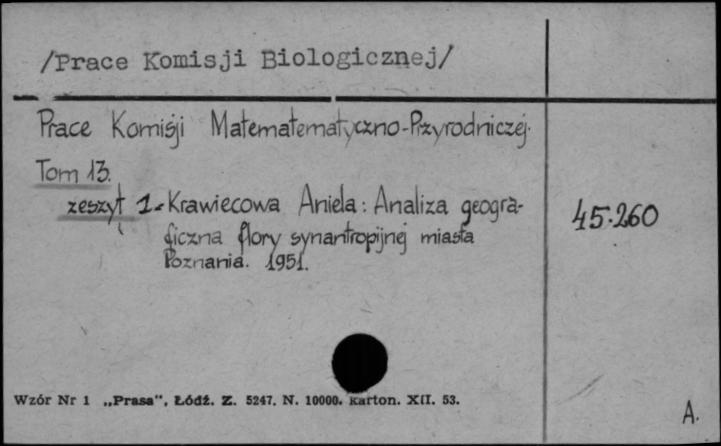 /Prace Komisji Biologicznej/
Prace Komisji Matematematyczno-Przyrodniczej.
Tom 13.
zeszyt 1.- Krawiecowa Aniela: Analiza geogra-
ficzna flory synantropijnej miasta
Poznania. 1951.
45.260
Wzór Nr 1 „Prasa", Łódź. Z. 5247. N. 10000. Karton. XII. 53.
A.